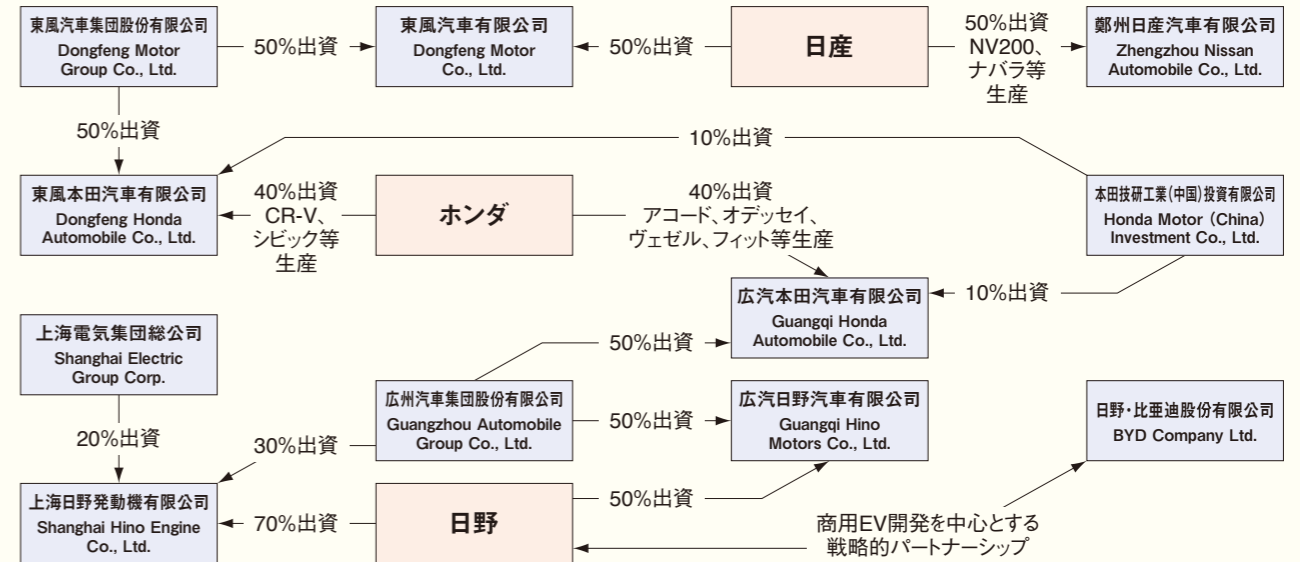 東風汽車集団股份有限公司
Dongfeng Motor
Group Co., Ltd.
50%出資
東風汽車有限公司
Dongfeng Motor
Co., Ltd.
50%出資
日産
50%出資
NV200、
ナバラ等
生産
鄭州日産汽車有限公司
Zhengzhou Nissan
Automobile Co., Ltd.
50%出資
10%出資
東風本田汽車有限公司
Dongfeng Honda
Automobile Co., Ltd.
40%出資
CR-V、
シビック等
生産
ホンダ
40%出資
アコード、オデッセイ、
ヴェゼル、フィット等生産
本田技研工業(中国)投資有限公司
Honda Motor (China)
Investment Co., Ltd.
広汽本田汽車有限公司
Guangqi Honda
Automobile Co., Ltd.
10%出資
上海電気集団総公司
Shanghai Electric
Group Corp.
50%出資
広州汽車集団股份有限公司
Guangzhou Automobile
Group Co., Ltd.
50%出資
広汽日野汽車有限公司
Guangqi Hino
Motors Co., Ltd.
日野・比亜迪股份有限公司
BYD Company Ltd.
20%出資
30%出資
上海日野発動機有限公司
Shanghai Hino Engine
Co., Ltd.
70%出資
日野
50%出資
商用EV開発を中心とする
戦略的パートナーシップ